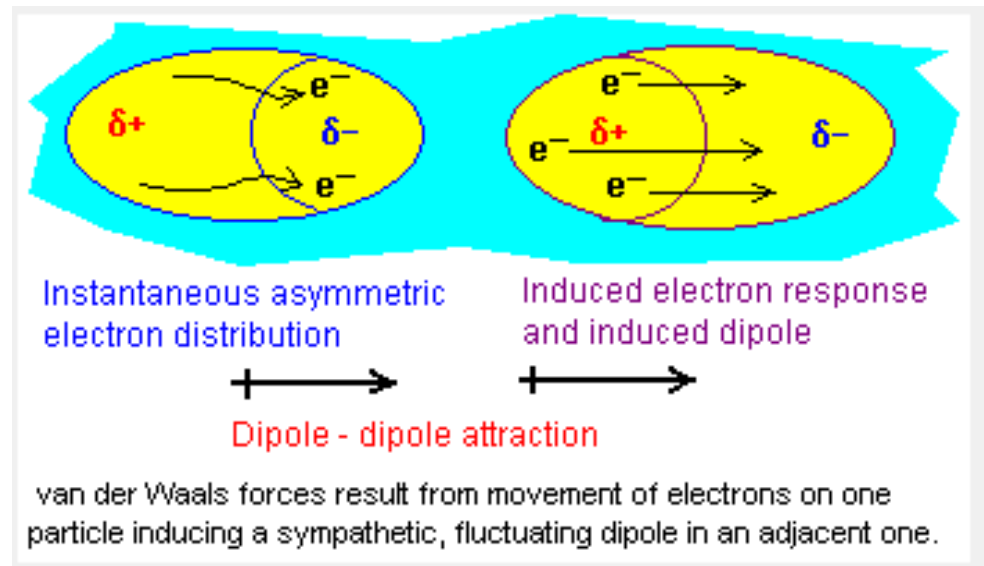 e⁻ e⁻
δ+ δ− e⁻ δ+ δ−
e⁻ e⁻
Instantaneous asymmetric
electron distribution
Induced electron response
and induced dipole
Dipole - dipole attraction
van der Waals forces result from movement of electrons on one
particle inducing a sympathetic, fluctuating dipole in an adjacent one.